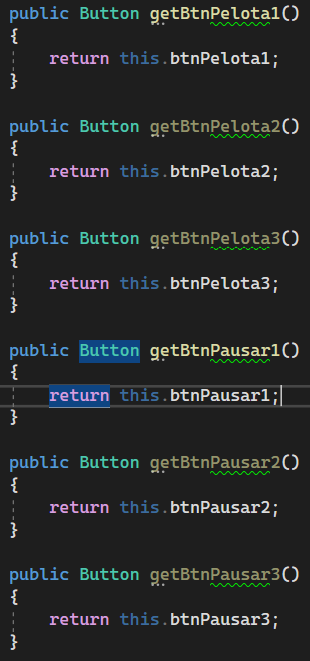 public Button getBtnPelota1()
{
    return this.btnPelota1;
}
public Button getBtnPelota2()
{
    return this.btnPelota2;
}
public Button getBtnPelota3()
{
    return this.btnPelota3;
}
public Button getBtnPausar1()
{
    return this.btnPausar1;
}
public Button getBtnPausar2()
{
    return this.btnPausar2;
}
public Button getBtnPausar3()
{
    return this.btnPausar3;
}